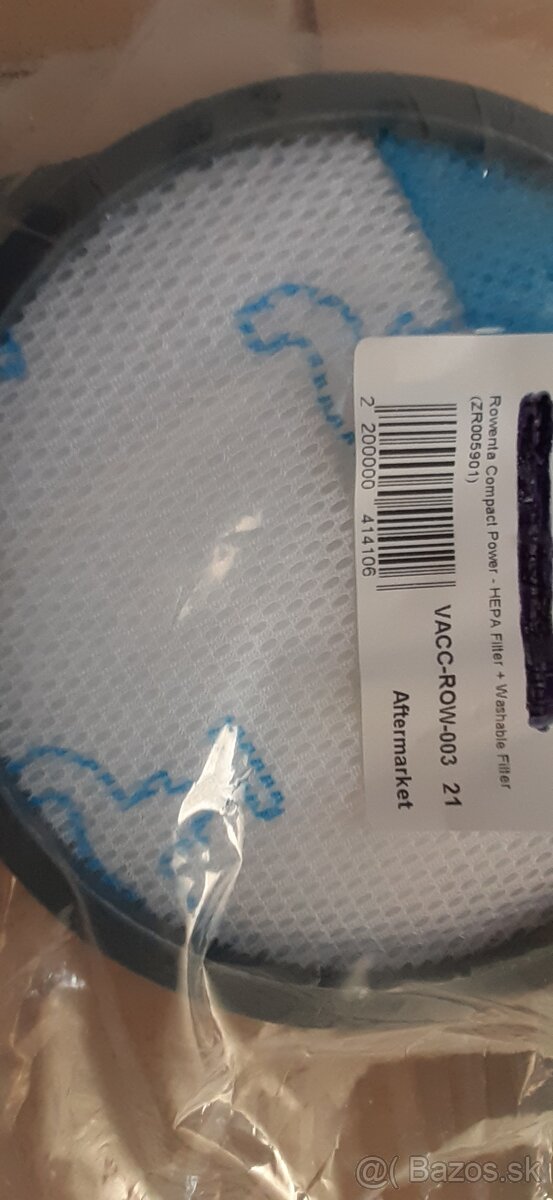 Rowenta Compact Power - HEPA Filter + Washable Filter
(ZR005901)
2 200000 414106
VACC-ROW-003 21
Aftermarket
@( Bazos.sk